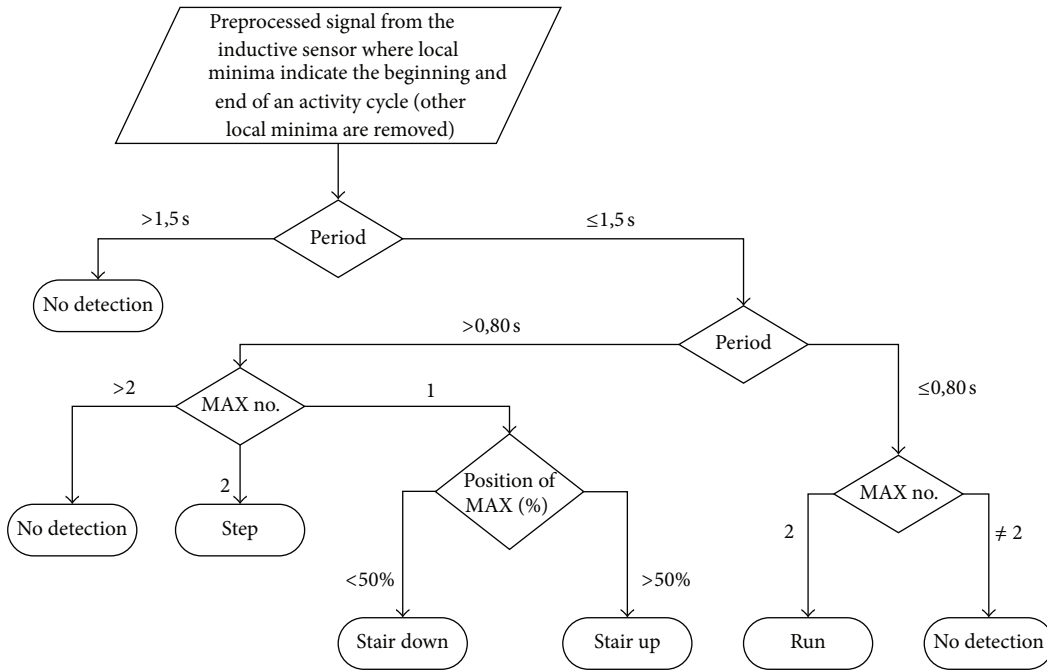 Preprocessed signal from the
inductive sensor where local
minima indicate the beginning and
end of an activity cycle (other
local minima are removed)
>1,5 s
Period
≤1,5 s
No detection
>0,80 s
Period
≤0,80 s
>2
MAX no.
1
2
Position of
MAX (%)
MAX no.
No detection
Step
2
≠ 2
<50%
>50%
Stair down
Stair up
Run
No detection